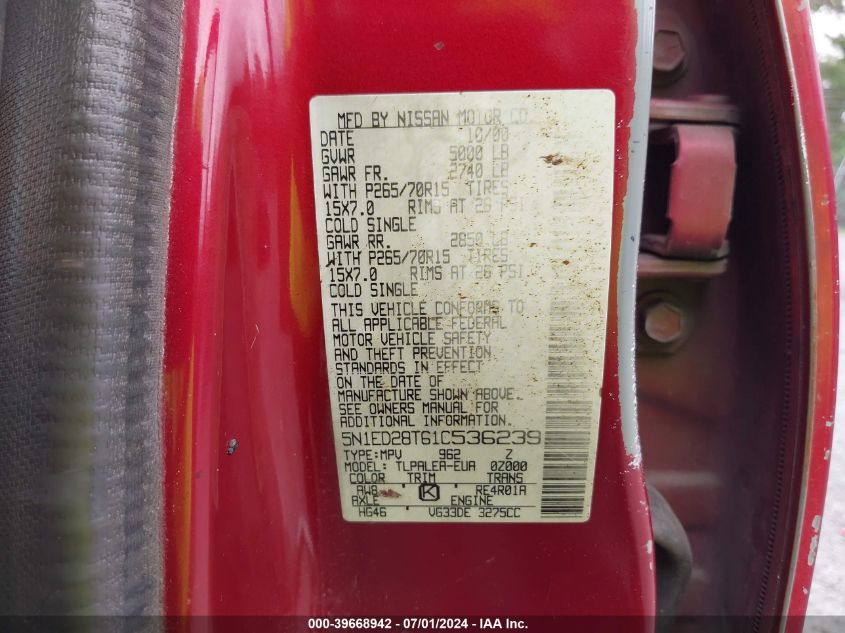 MFD BY NISSAN MOTOR CO
DATE 10/00
GVWR 5000 LB
GAWR FR. 2740 LB
WITH P265/70R15 TIRES
15X7.0 RIMS AT 26 PSI
COLD SINGLE
GAWR RR. 2850 LB
WITH P265/70R15 TIRES
15X7.0 RIMS AT 26 PSI
COLD SINGLE
THIS VEHICLE CONFORMS TO
ALL APPLICABLE FEDERAL
MOTOR VEHICLE SAFETY
AND THEFT PREVENTION
STANDARDS IN EFFECT
ON THE DATE OF
MANUFACTURE SHOWN ABOVE.
SEE OWNERS MANUAL FOR
ADDITIONAL INFORMATION.
5N1ED28T61C536239
TYPE:MPV 962 Z
MODEL: TLPALEA-EUA 0Z000
COLOR TRIM TRANS
AW8 K RE4R01A
AXLE ENGINE
HG46 VG33DE 3275CC
000-39668942 - 07/01/2024 - IAA Inc.